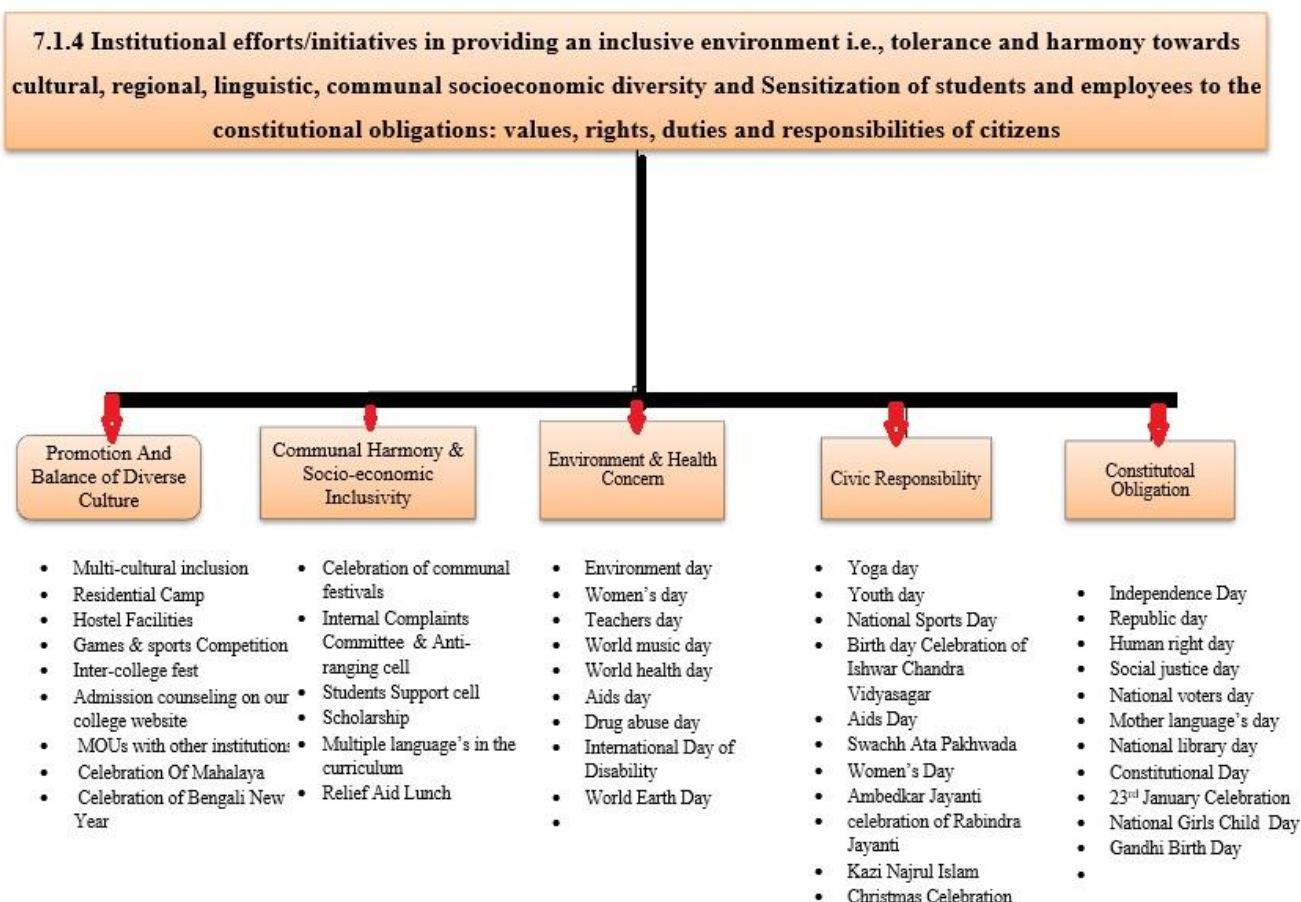 7.1.4 Institutional efforts/initiatives in providing an inclusive environment i.e., tolerance and harmony towards
cultural, regional, linguistic, communal socioeconomic diversity and Sensitization of students and employees to the
constitutional obligations: values, rights, duties and responsibilities of citizens
Promotion And
Balance of Diverse
Culture
• Multi-cultural inclusion
• Residential Camp
• Hostel Facilities
• Games & sports Competition
• Inter-college fest
• Admission counseling on our
college website
• MOUs with other institutions
• Celebration Of Mahalaya
• Celebration of Bengali New
Year
Communal Harmony &
Socio-economic
Inclusivity
• Celebration of communal
festivals
• Internal Complaints
Committee & Anti-
ranging cell
• Students Support cell
• Scholarship
• Multiple language's in the
curriculum
• Relief Aid Lunch
Environment & Health
Concern
• Environment day
• Women's day
• Teachers day
• World music day
• World health day
• Aids day
• Drug abuse day
• International Day of
Disability
• World Earth Day
•
Civic Responsibility
• Yoga day
• Youth day
• National Sports Day
• Birth day Celebration of
Ishwar Chandra
Vidyasagar
• Aids Day
• Swachh Ata Pakhwada
• Women's Day
• Ambedkar Jayanti
• celebration of Rabindra
Jayanti
• Kazi Najrul Islam
• Christmas Celebration
Constitutoal
Obligation
• Independence Day
• Republic day
• Human right day
• Social justice day
• National voters day
• Mother language's day
• National library day
• Constitutional Day
• 23rd January Celebration
• National Girls Child Day
• Gandhi Birth Day
•